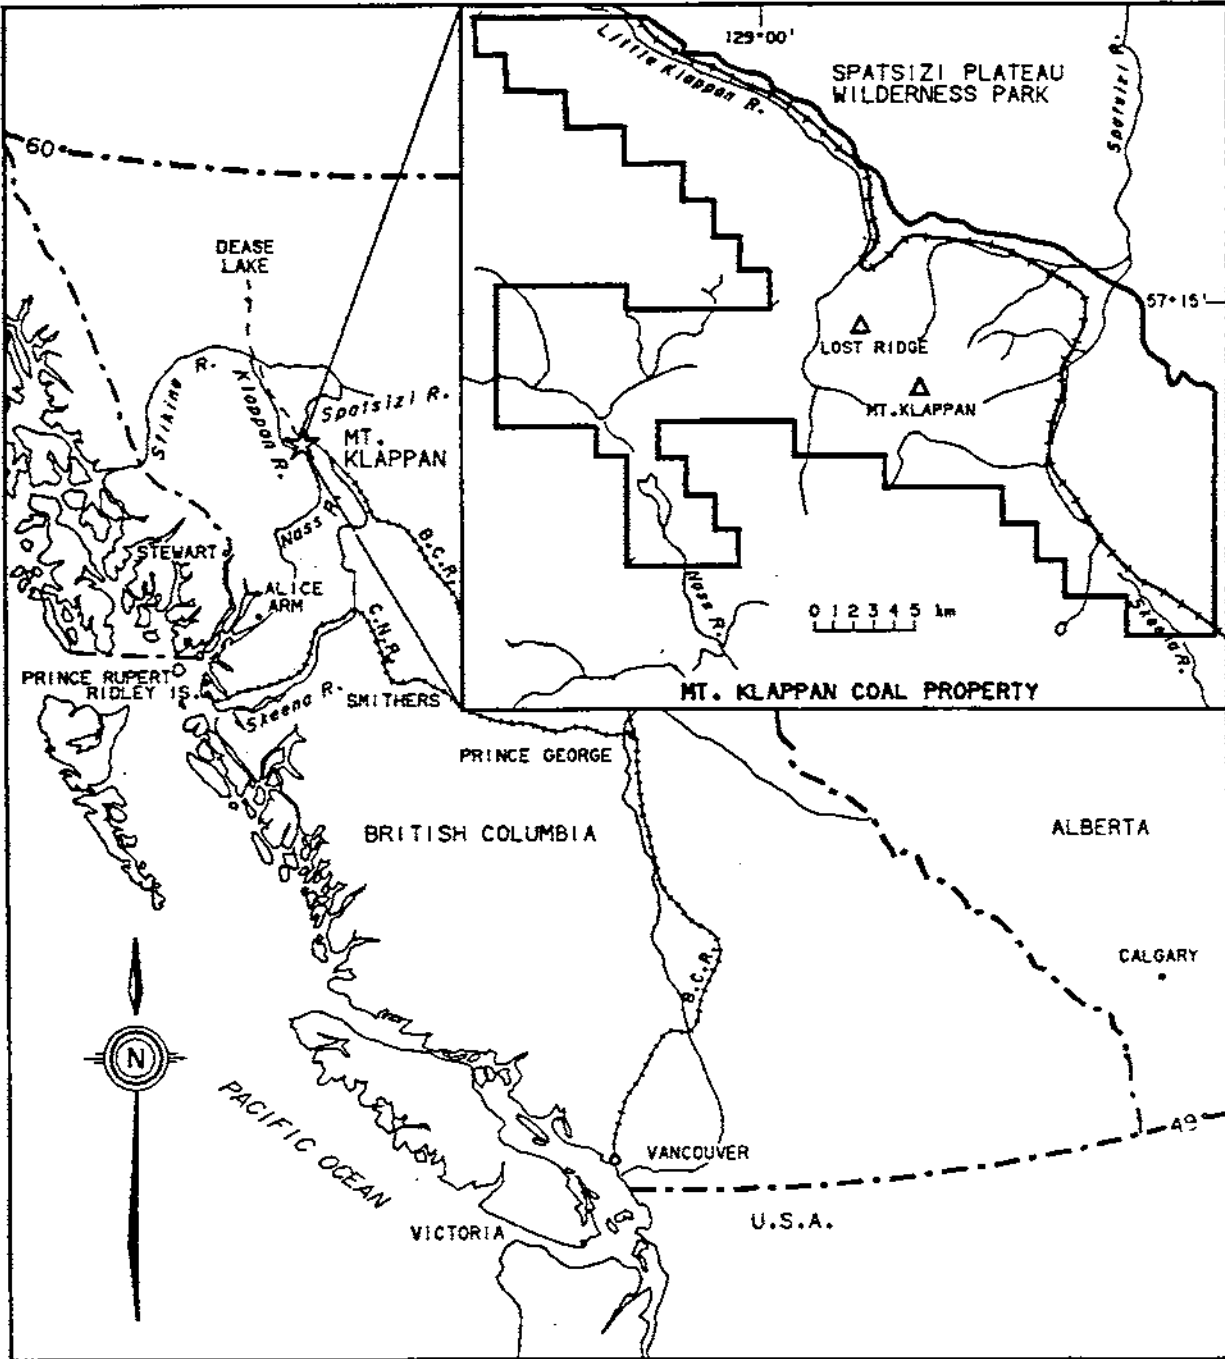 129°00'
Little Klappan R.
SPATSIZI PLATEAU
WILDERNESS PARK
Spatsizi R.
60°
DEASE
LAKE
57°15'
LOST RIDGE
MT. KLAPPAN
Stikine R.
Klappan R.
Spatsizi R.
MT.
KLAPPAN
Nass R.
B.C.R.
STEWART
ALICE
ARM
C.N.R.
Nass R.
0 1 2 3 4 5 km
Skeena R.
PRINCE RUPERT
RIDLEY IS.
Skeena R.
SMITHERS
MT. KLAPPAN COAL PROPERTY
PRINCE GEORGE
BRITISH COLUMBIA
ALBERTA
CALGARY
B.C.R.
N
PACIFIC OCEAN
VANCOUVER
49°
VICTORIA
U.S.A.